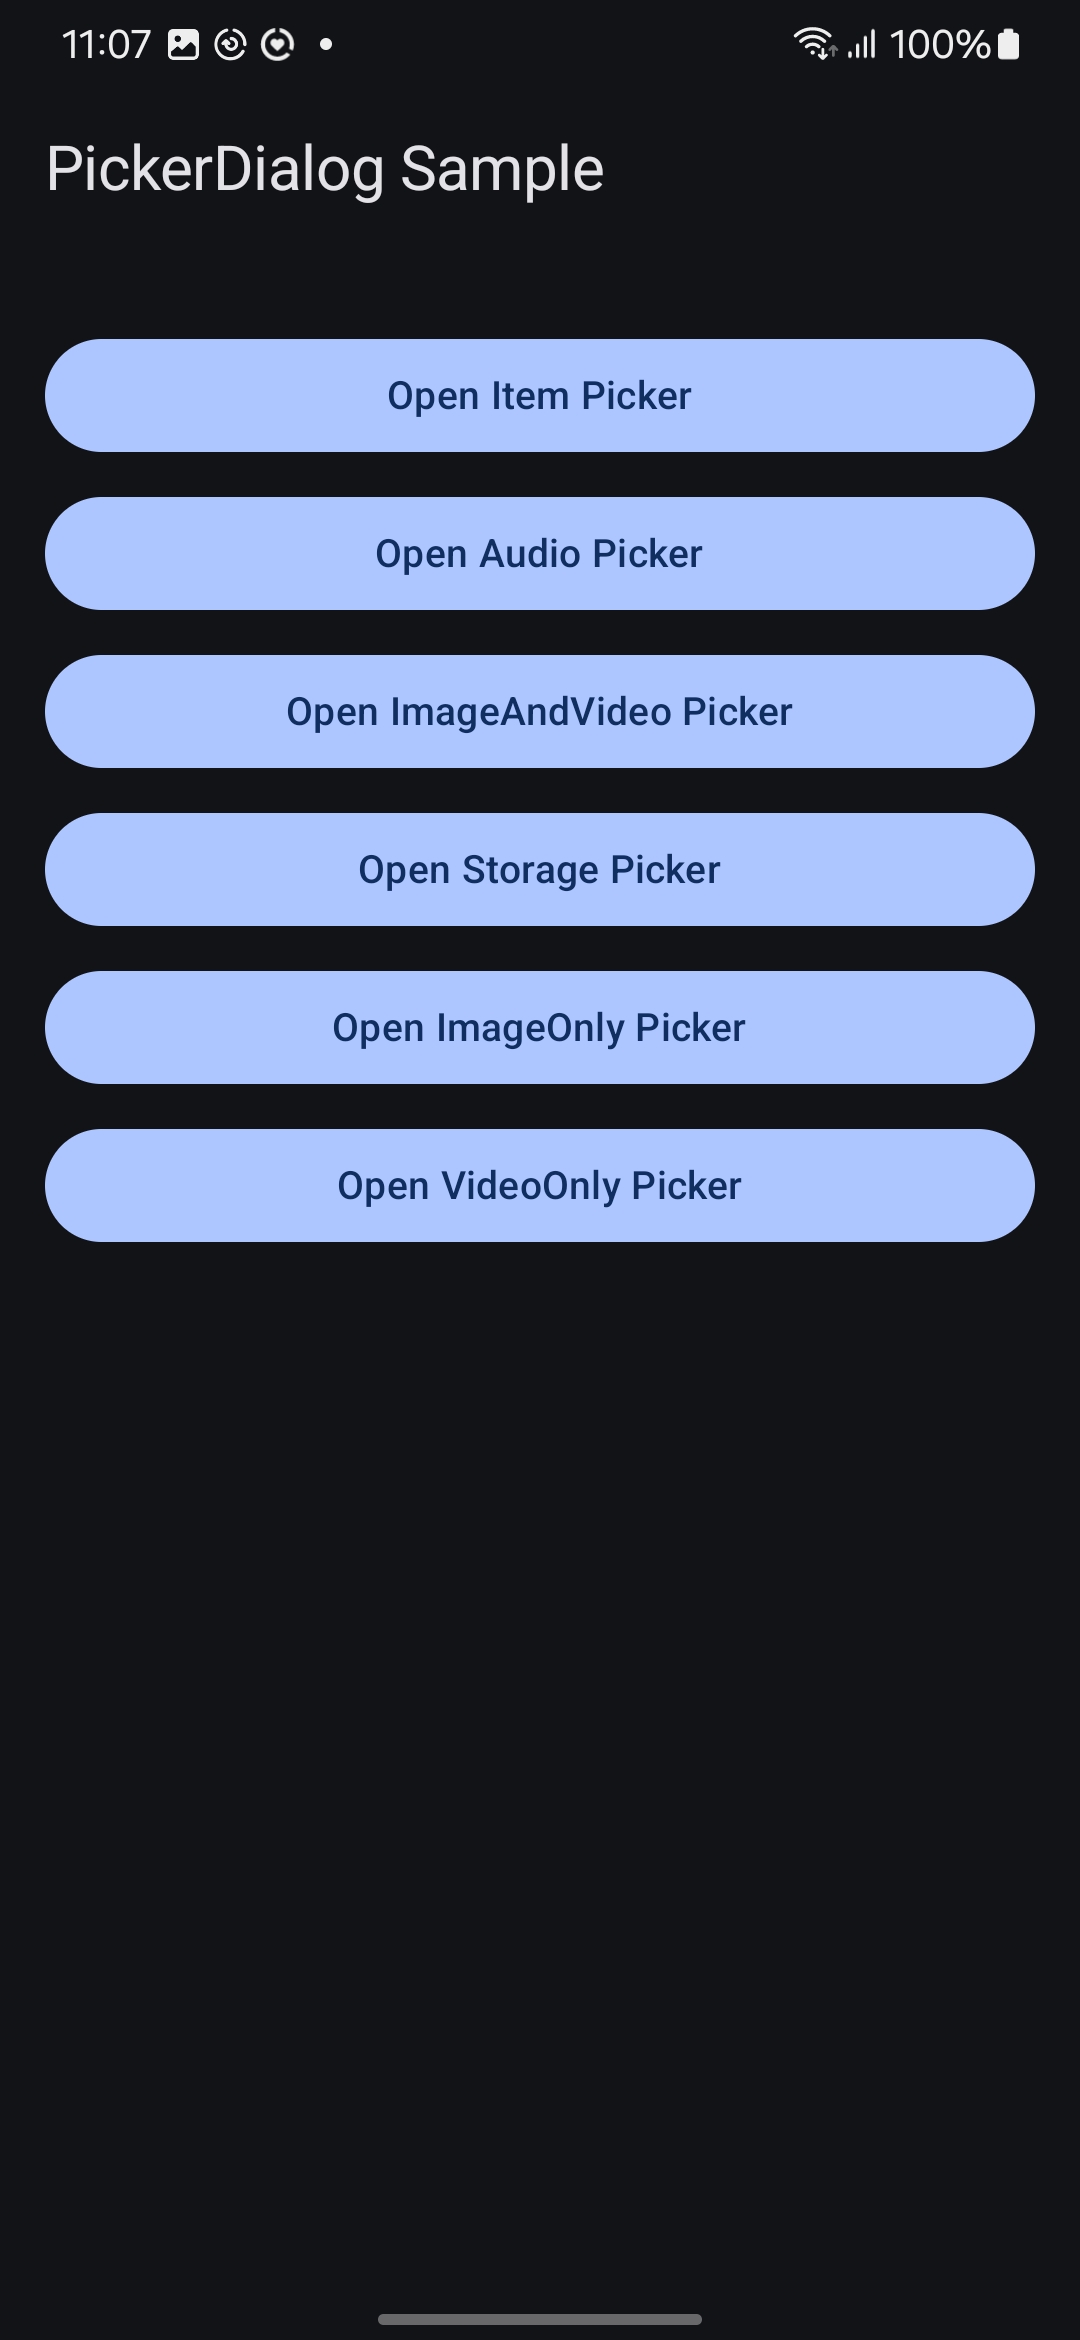 11:07 100%
PickerDialog Sample
Open Item Picker
Open Audio Picker
Open ImageAndVideo Picker
Open Storage Picker
Open ImageOnly Picker
Open VideoOnly Picker